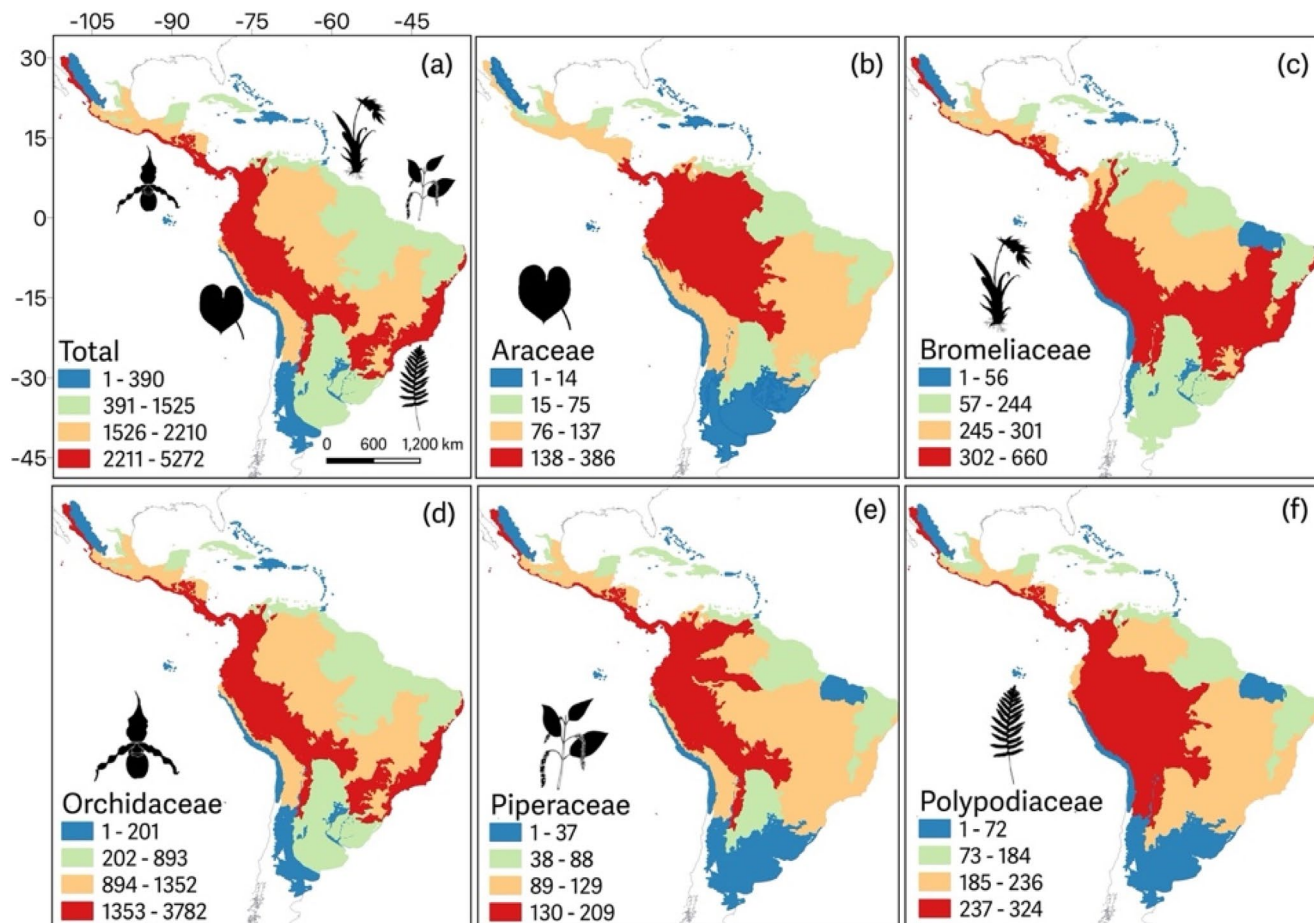 -105 -90 -75 -60 -45
30
15
0
-15
-30
-45
(a)
Total
1 - 390
391 - 1525
1526 - 2210
2211 - 5272
0 600 1,200 km
(b)
Araceae
1 - 14
15 - 75
76 - 137
138 - 386
(c)
Bromeliaceae
1 - 56
57 - 244
245 - 301
302 - 660
(d)
Orchidaceae
1 - 201
202 - 893
894 - 1352
1353 - 3782
(e)
Piperaceae
1 - 37
38 - 88
89 - 129
130 - 209
(f)
Polypodiaceae
1 - 72
73 - 184
185 - 236
237 - 324